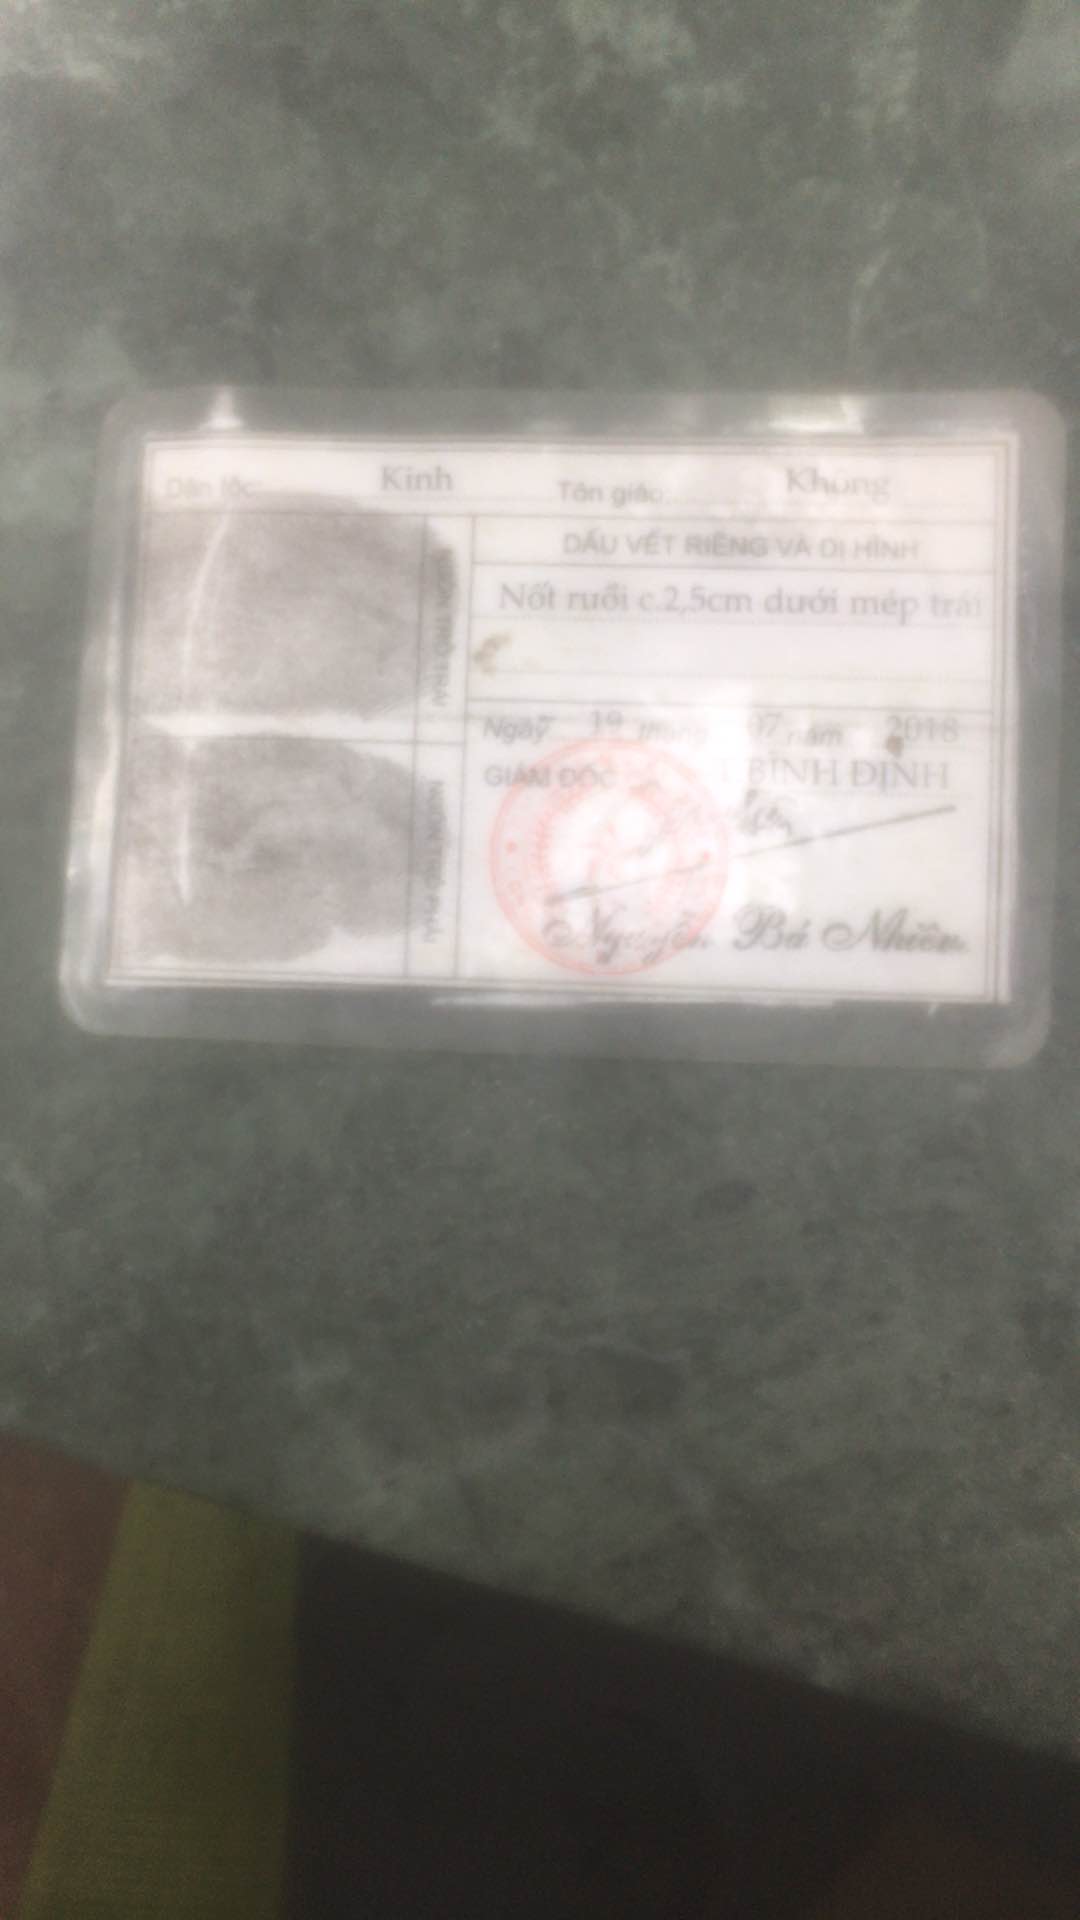 Dân tộc: Kinh Tôn giáo: Không
DẤU VẾT RIÊNG VÀ DỊ HÌNH
Nốt ruồi c.2,5cm dưới mép trái
NGÓN TRỎ TRÁI
Ngày 19 tháng 07 năm 2018
GIÁM ĐỐC BÌNH ĐỊNH
NGÓN TRỎ PHẢI
Nguyễn Bá Nhiên